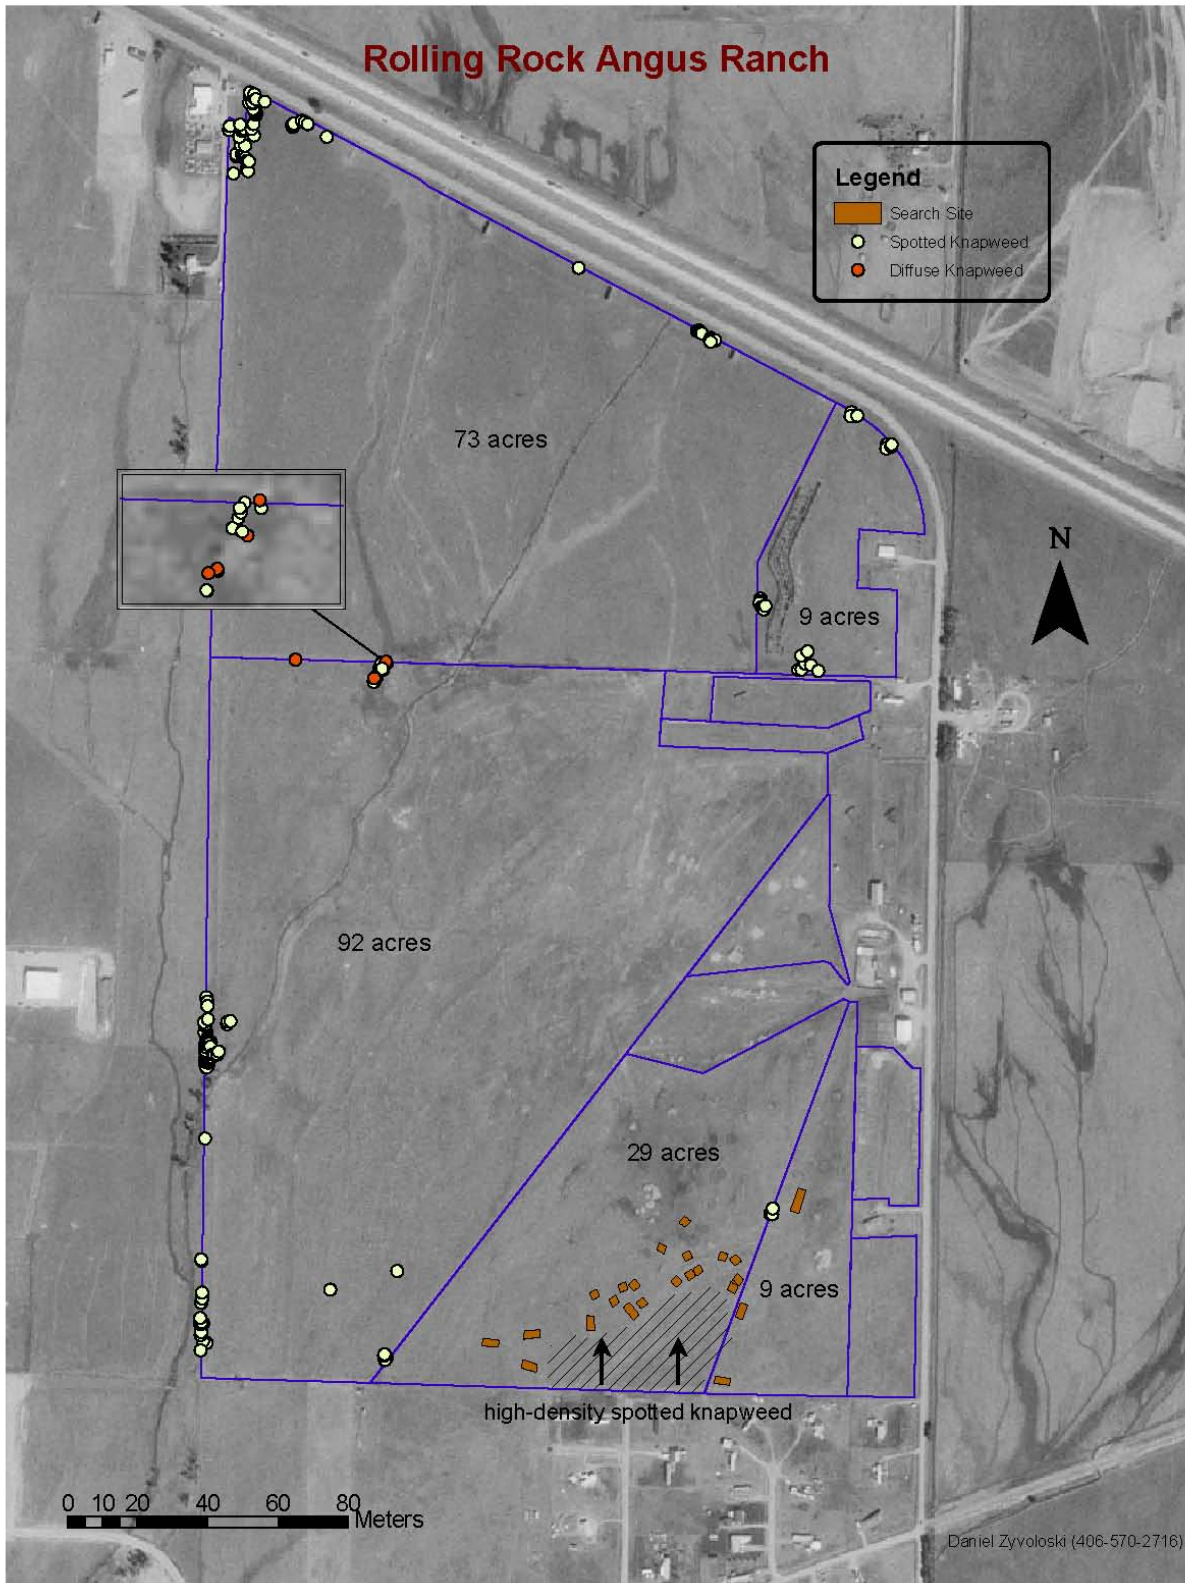 Rolling Rock Angus Ranch
Legend
Search Site
Spotted Knapweed
Diffuse Knapweed
73 acres
N
9 acres
92 acres
29 acres
9 acres
high-density spotted knapweed
0 10 20 40 60 80
Meters
Daniel Zyvoloski (406-570-2716)